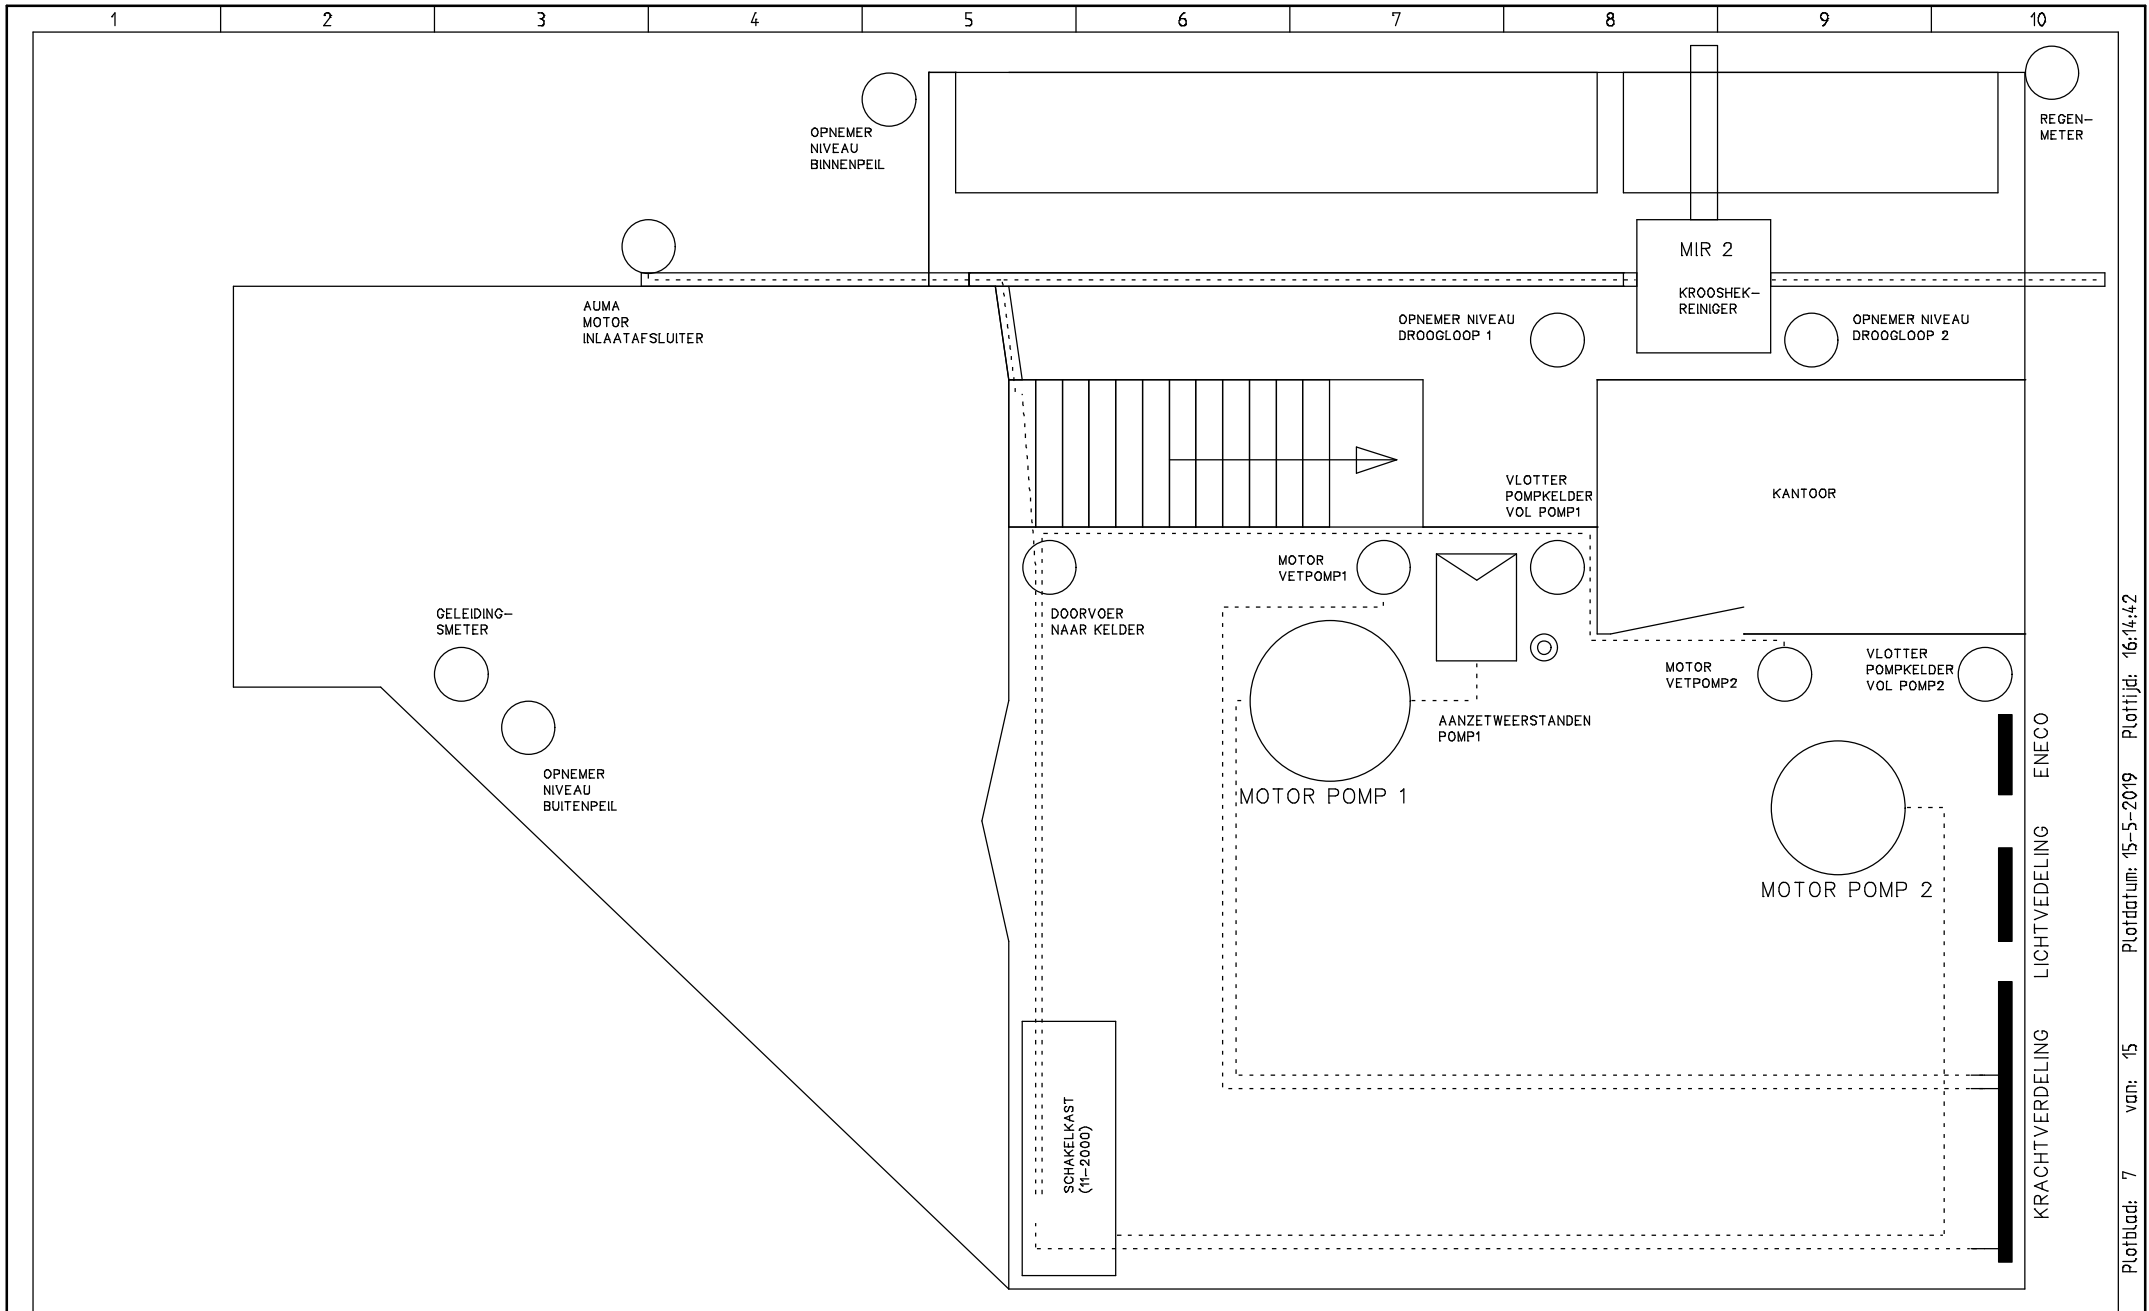 1
2
3
4
5
6
7
8
9
10
OPNEMER
NIVEAU
BINNENPEIL
REGEN-
METER
MIR 2
KROOSHEK-
REINIGER
AUMA
MOTOR
INLAATAFSLUITER
OPNEMER NIVEAU
DROOGLOOP 1
OPNEMER NIVEAU
DROOGLOOP 2
VLOTTER
POMPKELDER
VOL POMP1
KANTOOR
MOTOR
VETPOMP1
GELEIDING-
SMETER
DOORVOER
NAAR KELDER
MOTOR
VETPOMP2
VLOTTER
POMPKELDER
VOL POMP2
AANZETWEERSTANDEN
POMP1
OPNEMER
NIVEAU
BUITENPEIL
MOTOR POMP 1
MOTOR POMP 2
ENECO
LICHTVEDELING
KRACHTVERDELING
SCHAKELKAST
(11-2000)
Plotblad: 7 van: 15 Plotdatum: 15-5-2019 Plottijd: 16:14:42